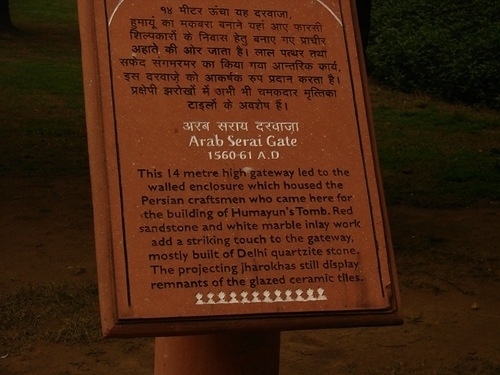 १४ मीटर ऊंचा यह दरवाजा,
हुमायूं का मकबरा बनाने यहां आए फारसी
शिल्पकारों के निवास हेतु बनाए गए प्राचीर
अहाते की ओर जाता है। लाल पत्थर तथा
सफेद संगमरमर का किया गया आन्तरिक कार्य,
इस दरवाजे को आकर्षक रुप प्रदान करता है।
प्रक्षेपी झरोखों में अभी भी चमकदार मृत्तिका
टाइलों के अवशेष हैं।
अरब सराय दरवाजा
Arab Serai Gate
1560-61 A.D.
This 14 metre high gateway led to the
walled enclosure which housed the
Persian craftsmen who came here for
the building of Humayun's Tomb. Red
sandstone and white marble inlay work
add a striking touch to the gateway,
mostly built of Delhi quartzite stone.
The projecting jharokhas still display
remnants of the glazed ceramic tiles.